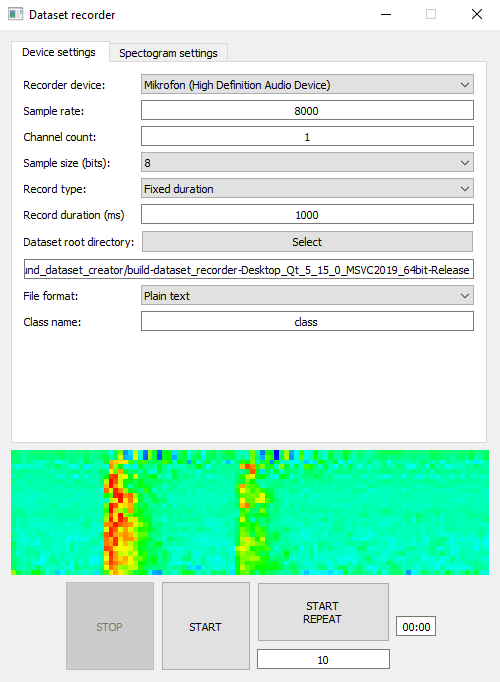 Dataset recorder
Device settings
Spectogram settings
Recorder device:
Mikrofon (High Definition Audio Device)
Sample rate:
8000
Channel count:
1
Sample size (bits):
8
Record type:
Fixed duration
Record duration (ms)
1000
Dataset root directory:
Select
und_dataset_creator/build-dataset_recorder-Desktop_Qt_5_15_0_MSVC2019_64bit-Release
File format:
Plain text
Class name:
class
STOP
START
START
REPEAT
00:00
10